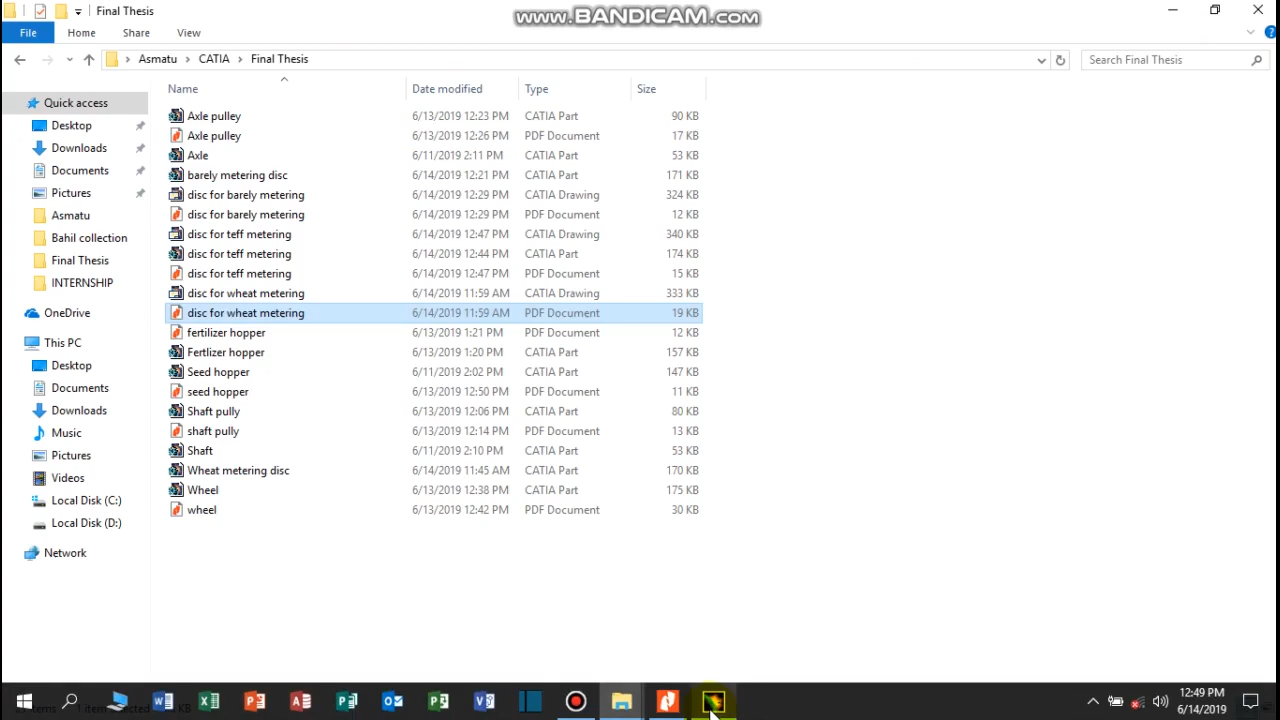 Final Thesis
www.BANDICAM.com
File Home Share View
Asmatu CATIA Final Thesis
Search Final Thesis
Name Date modified Type Size
Quick access
Desktop
Downloads
Documents
Pictures
Asmatu
Bahil collection
Final Thesis
INTERNSHIP
OneDrive
This PC
Desktop
Documents
Downloads
Music
Pictures
Videos
Local Disk (C:)
Local Disk (D:)
Network
Axle pulley 6/13/2019 12:23 PM CATIA Part 90 KB
Axle pulley 6/13/2019 12:26 PM PDF Document 17 KB
Axle 6/11/2019 2:11 PM CATIA Part 53 KB
barely metering disc 6/14/2019 12:21 PM CATIA Part 171 KB
disc for barely metering 6/14/2019 12:29 PM CATIA Drawing 324 KB
disc for barely metering 6/14/2019 12:29 PM PDF Document 12 KB
disc for teff metering 6/14/2019 12:47 PM CATIA Drawing 340 KB
disc for teff metering 6/14/2019 12:44 PM CATIA Part 174 KB
disc for teff metering 6/14/2019 12:47 PM PDF Document 15 KB
disc for wheat metering 6/14/2019 11:59 AM CATIA Drawing 333 KB
disc for wheat metering 6/14/2019 11:59 AM PDF Document 19 KB
fertilizer hopper 6/13/2019 1:21 PM PDF Document 12 KB
Fertlizer hopper 6/13/2019 1:20 PM CATIA Part 157 KB
Seed hopper 6/11/2019 2:02 PM CATIA Part 147 KB
seed hopper 6/13/2019 12:50 PM PDF Document 11 KB
Shaft pully 6/13/2019 12:06 PM CATIA Part 80 KB
shaft pully 6/13/2019 12:14 PM PDF Document 13 KB
Shaft 6/11/2019 2:10 PM CATIA Part 53 KB
Wheat metering disc 6/14/2019 11:45 AM CATIA Part 170 KB
Wheel 6/13/2019 12:38 PM CATIA Part 175 KB
wheel 6/13/2019 12:42 PM PDF Document 30 KB
12:49 PM
6/14/2019